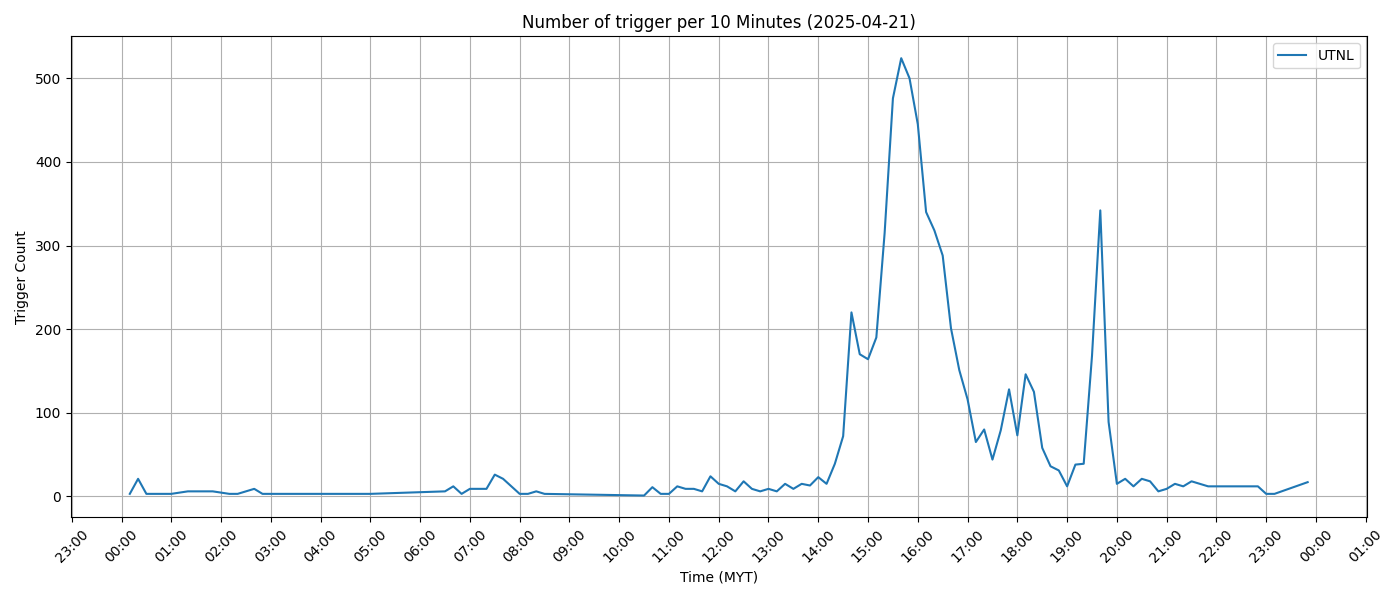 Number of trigger per 10 Minutes (2025-04-21)
UTNL
Trigger Count
500
400
300
200
100
0
23:00 00:00 01:00 02:00 03:00 04:00 05:00 06:00 07:00 08:00 09:00 10:00 11:00 12:00 13:00 14:00 15:00 16:00 17:00 18:00 19:00 20:00 21:00 22:00 23:00 00:00 01:00
Time (MYT)